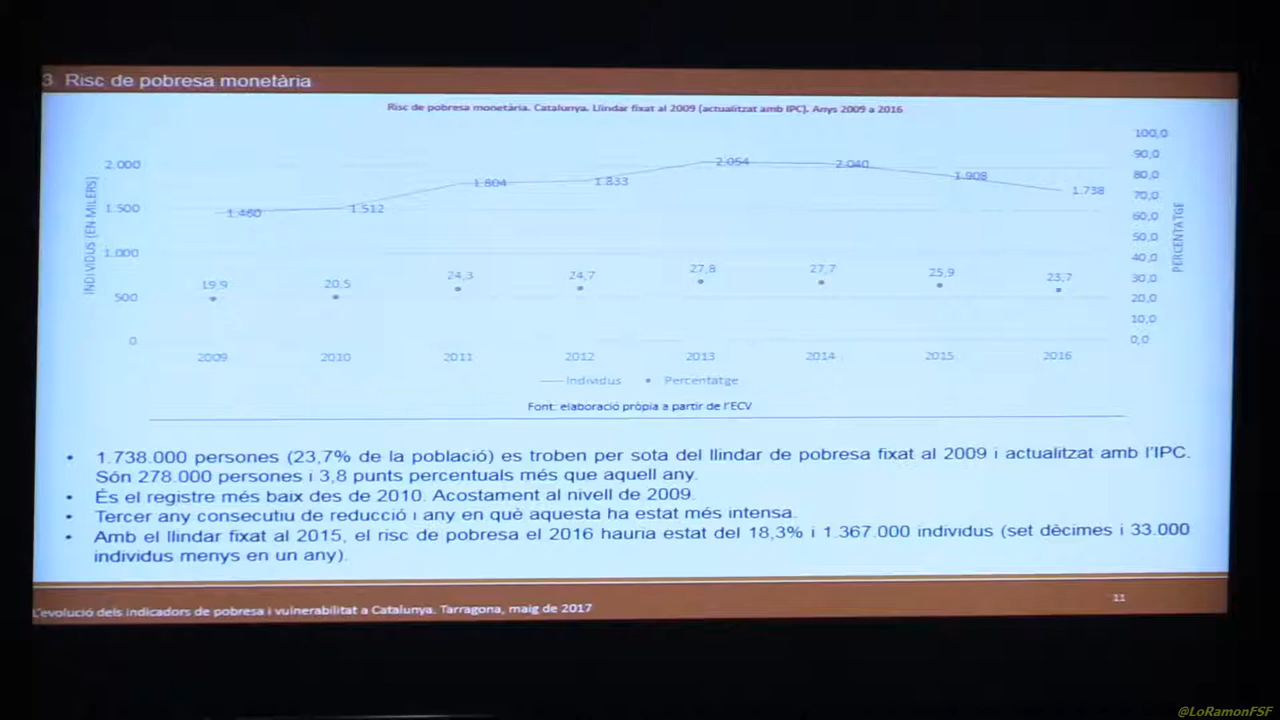 3. Risc de pobresa monetària
Risc de pobresa monetària. Catalunya. Llindar fixat al 2009 (actualitzat amb IPC). Anys 2009 a 2016
INDIVIDUS (EN MILERS)
2.000
1.500
1.000
500
0
1.460
1.512
1.804
1.833
2.054
2.040
1.908
1.738
19,9
20,5
24,3
24,7
27,8
27,7
25,9
23,7
100,0
90,0
80,0
70,0
60,0
50,0
40,0
30,0
20,0
10,0
0,0
PERCENTATGE
2009 2010 2011 2012 2013 2014 2015 2016
Individus • Percentatge
Font: elaboració pròpia a partir de l'ECV
• 1.738.000 persones (23,7% de la població) es troben per sota del llindar de pobresa fixat al 2009 i actualitzat amb l'IPC.
Són 278.000 persones i 3,8 punts percentuals més que aquell any.
• És el registre més baix des de 2010. Acostament al nivell de 2009.
• Tercer any consecutiu de reducció i any en què aquesta ha estat més intensa.
• Amb el llindar fixat al 2015, el risc de pobresa el 2016 hauria estat del 18,3% i 1.367.000 individus (set dècimes i 33.000
individus menys en un any).
L'evolució dels indicadors de pobresa i vulnerabilitat a Catalunya. Tarragona, maig de 2017
11
@LoRamonFSF